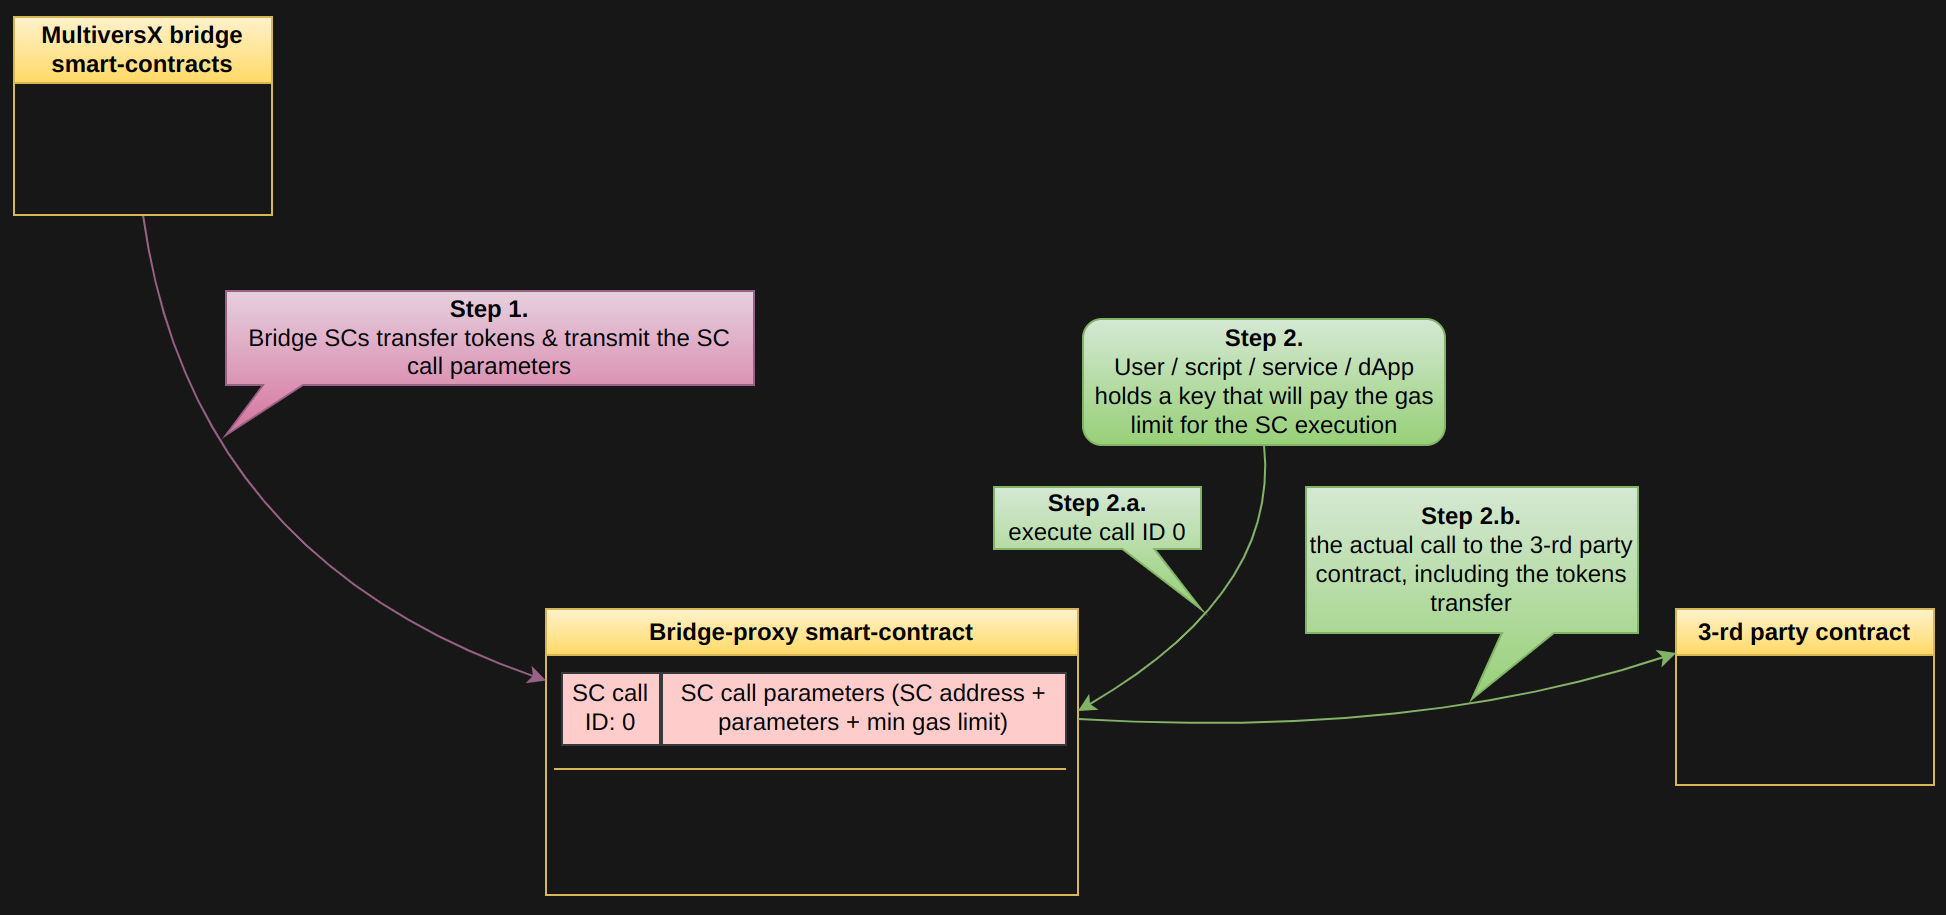 MultiversX bridge
smart-contracts
Step 1.
Bridge SCs transfer tokens & transmit the SC
call parameters
Step 2.
User / script / service / dApp
holds a key that will pay the gas
limit for the SC execution
Step 2.a.
execute call ID 0
Step 2.b.
the actual call to the 3-rd party
contract, including the tokens
transfer
Bridge-proxy smart-contract
SC call
ID: 0
SC call parameters (SC address +
parameters + min gas limit)
3-rd party contract